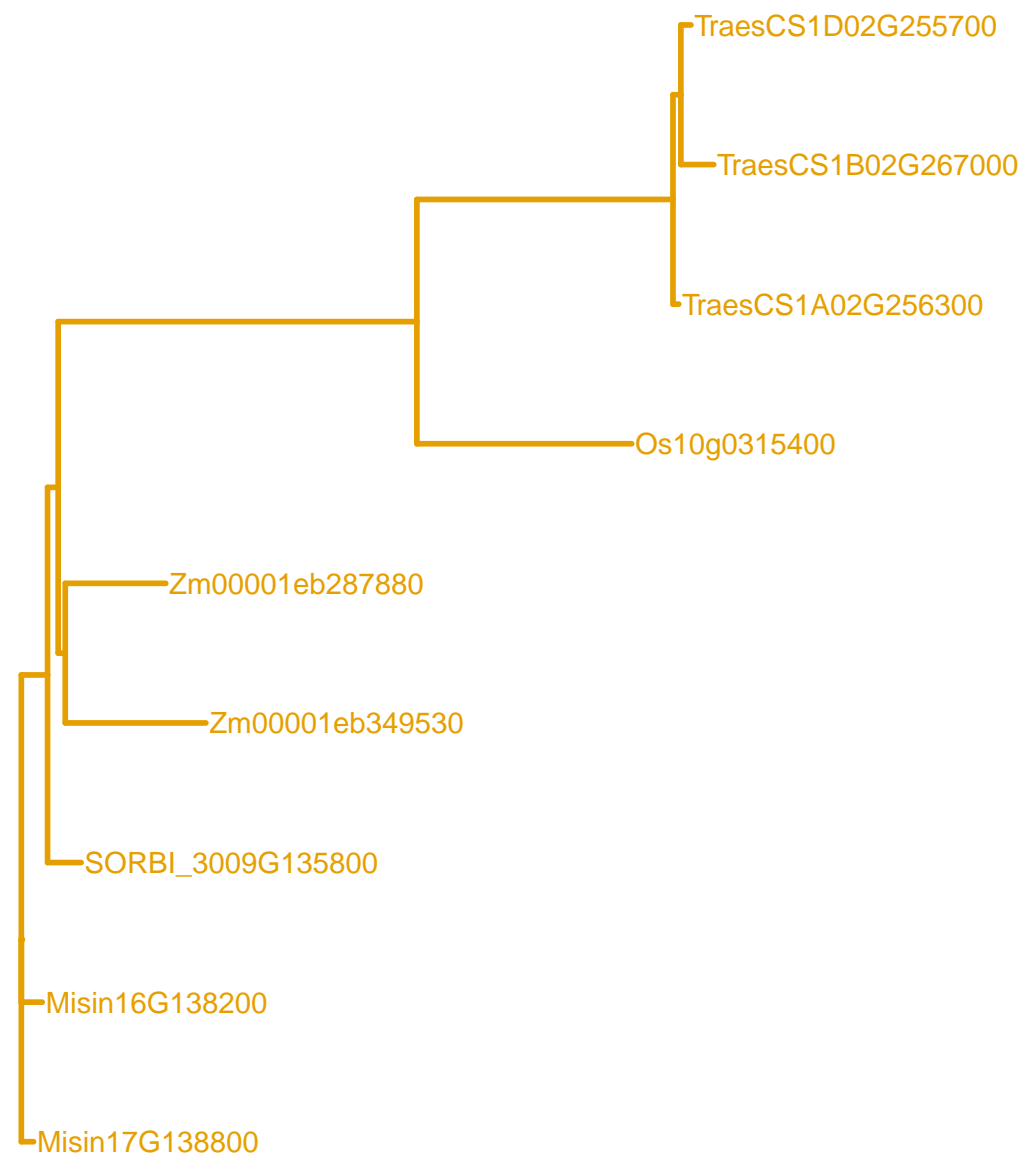 TraesCS1D02G255700
TraesCS1B02G267000
TraesCS1A02G256300
Os10g0315400
Zm00001eb287880
Zm00001eb349530
SORBI_3009G135800
Misin16G138200
Misin17G138800